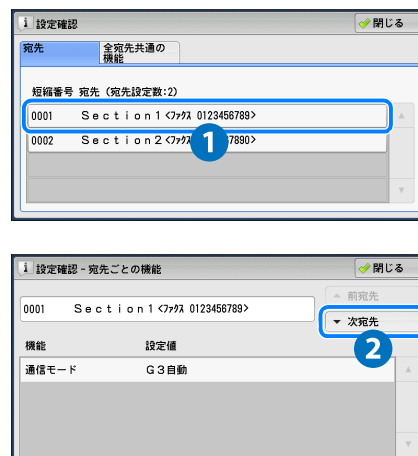 設定確認
閉じる
宛先
全宛先共通の
機能
短縮番号 宛先 (宛先設定数:2)
0001 Section1<ファクス 0123456789>
0002 Section2<ファクス 7890>
1
設定確認 - 宛先ごとの機能
閉じる
0001 Section1<ファクス 0123456789>
前宛先
次宛先
2
機能 設定値
通信モード G3自動